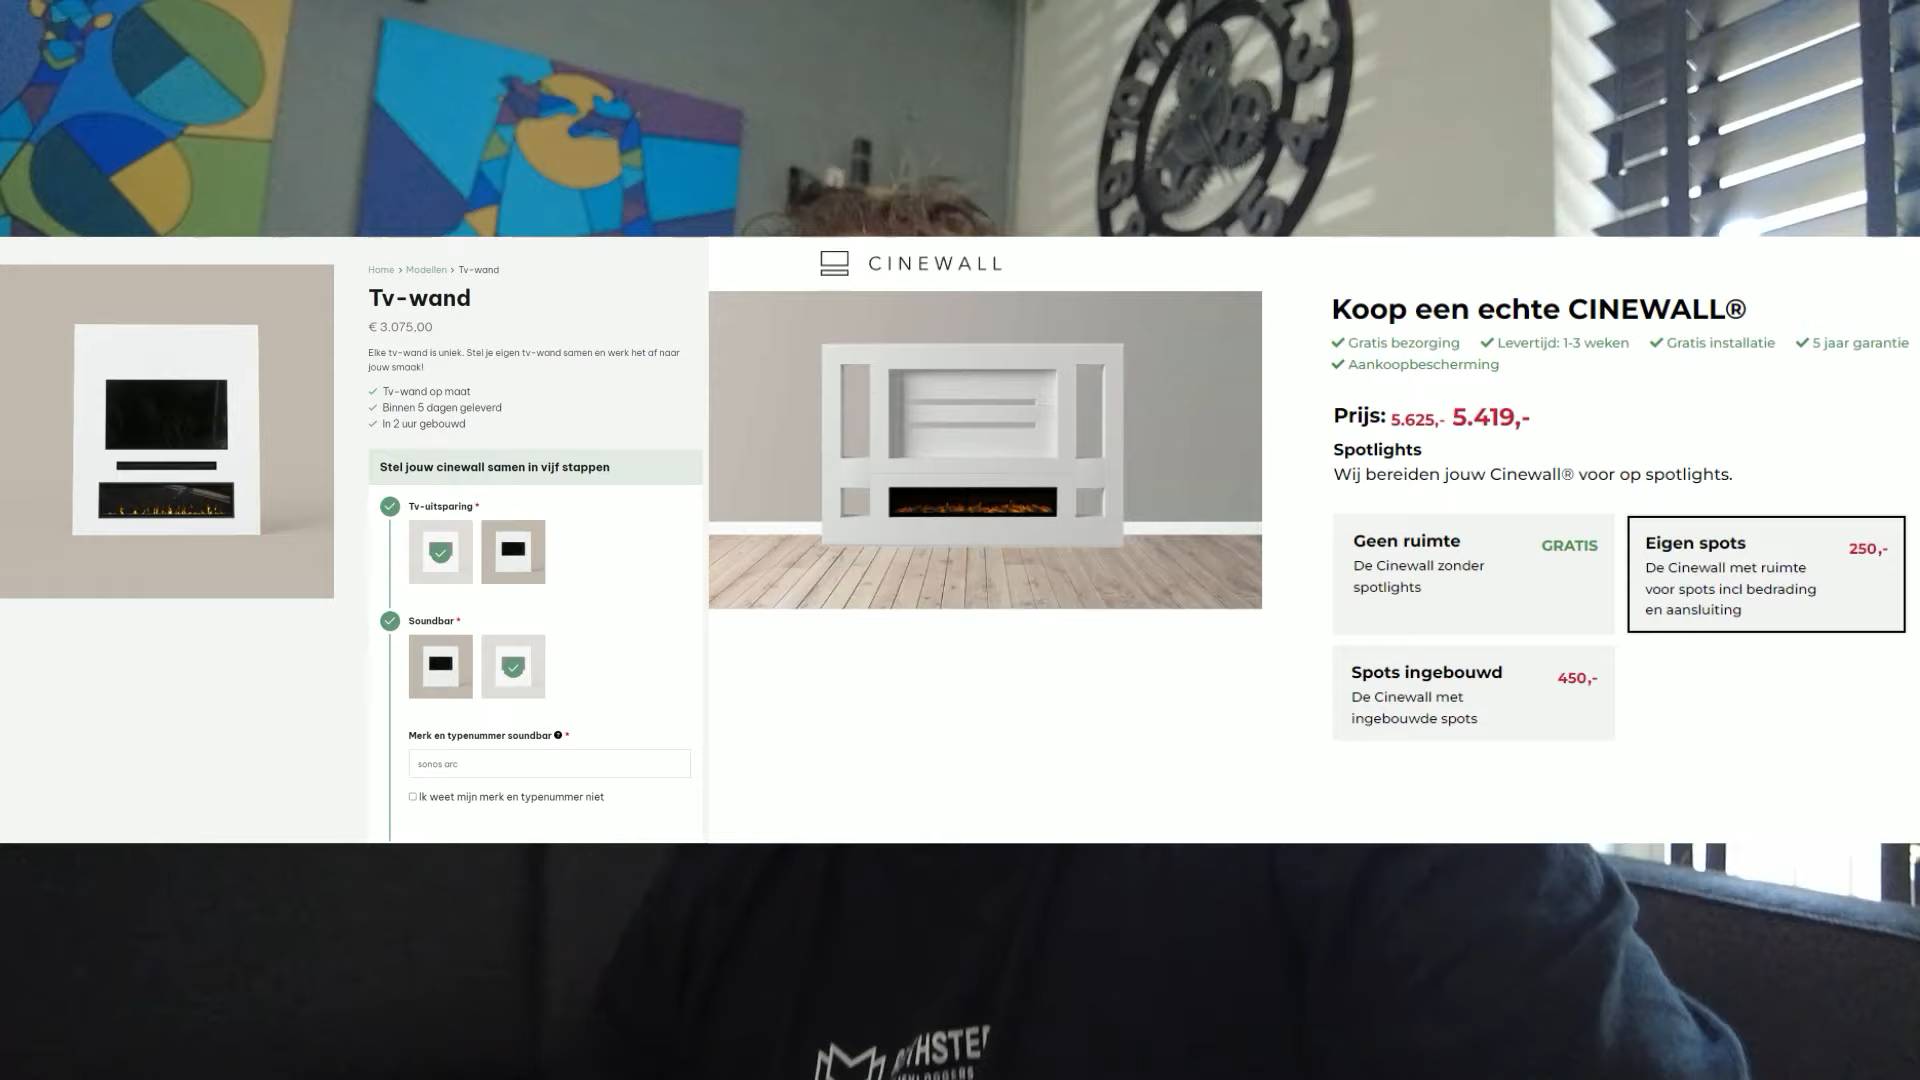 Home > Modellen > Tv-wand
Tv-wand
€ 3.075,00
Elke tv-wand is uniek. Stel je eigen tv-wand samen en werk het af naar
jouw smaak!
Tv-wand op maat
Binnen 5 dagen geleverd
In 2 uur gebouwd
Stel jouw cinewall samen in vijf stappen
Tv-uitsparing *
Soundbar *
Merk en typenummer soundbar ? *
sonos arc
Ik weet mijn merk en typenummer niet
CINEWALL
Koop een echte CINEWALL®
Gratis bezorging Levertijd: 1-3 weken Gratis installatie 5 jaar garantie
Aankoopbescherming
Prijs: 5.625,- 5.419,-
Spotlights
Wij bereiden jouw Cinewall® voor op spotlights.
Geen ruimte GRATIS
De Cinewall zonder
spotlights
Eigen spots 250,-
De Cinewall met ruimte
voor spots incl bedrading
en aansluiting
Spots ingebouwd 450,-
De Cinewall met
ingebouwde spots